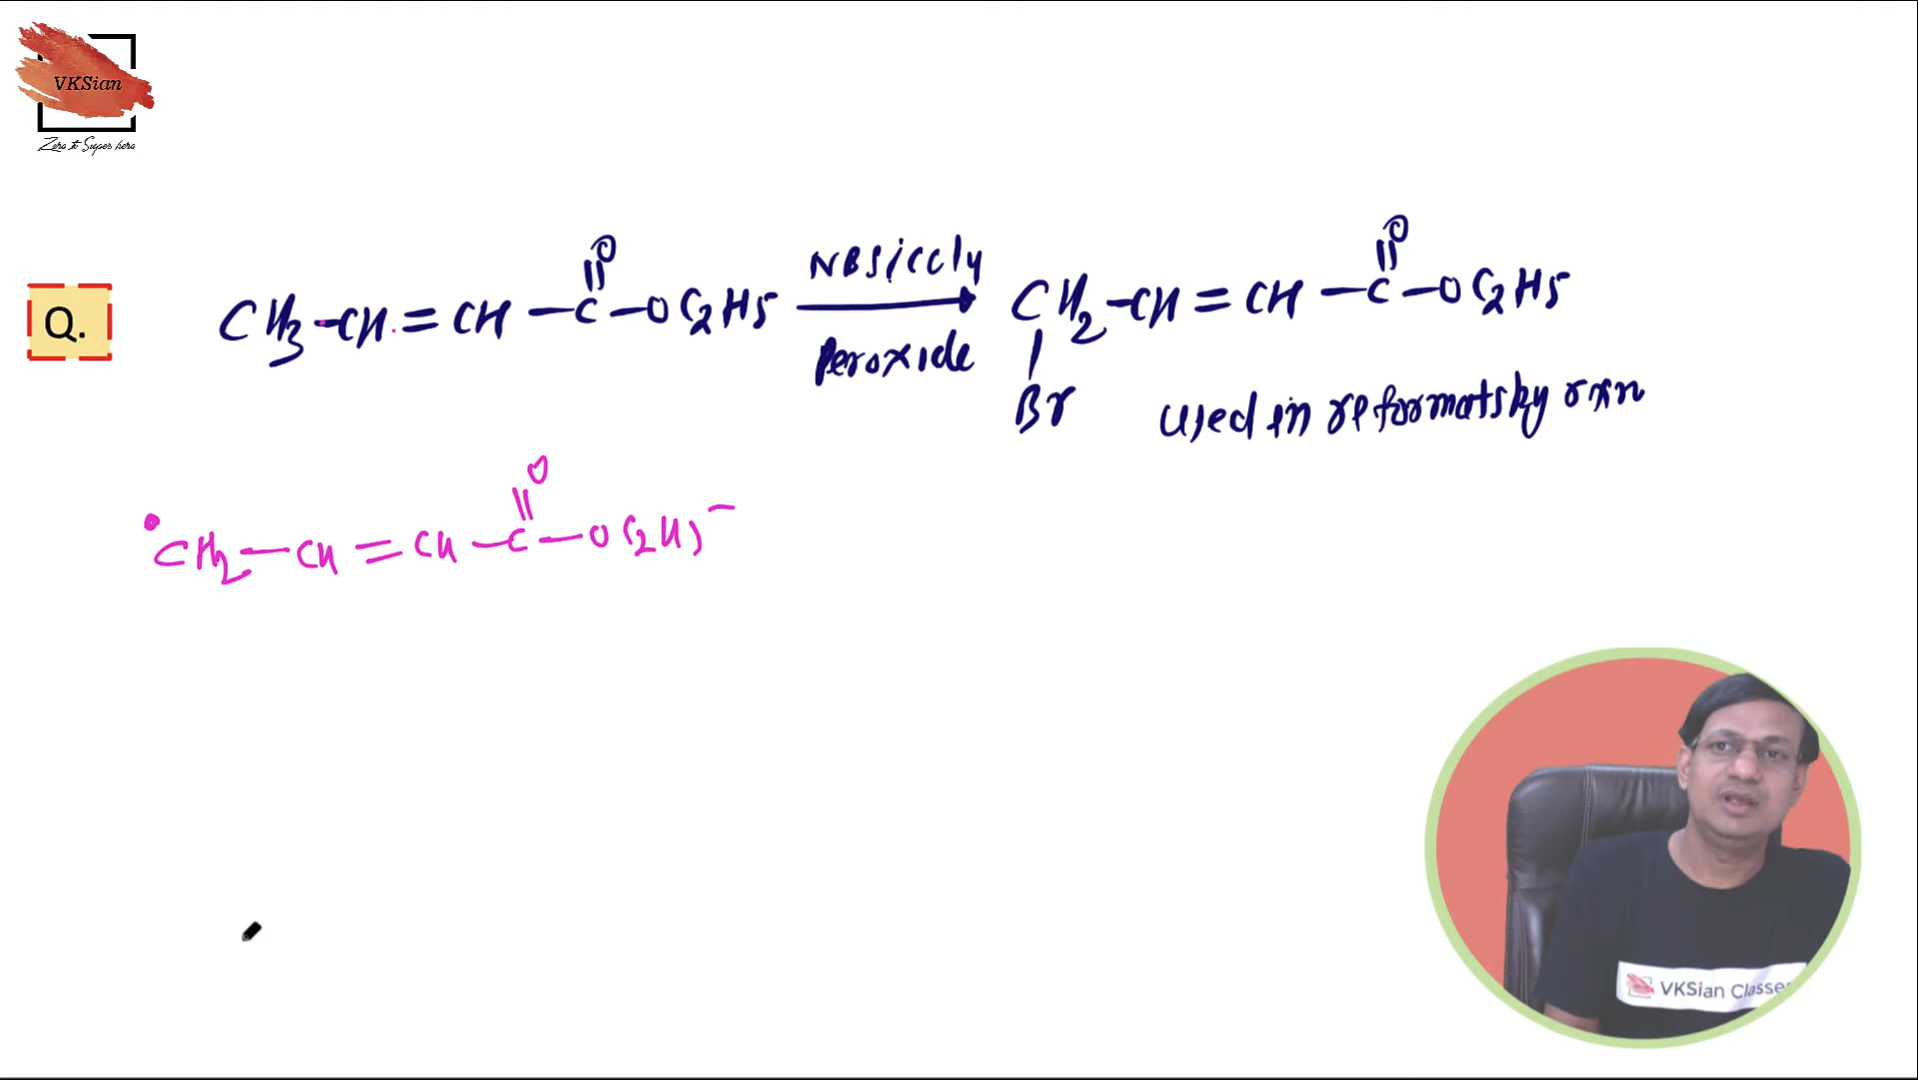 VKSian
Zero to Super hero
Q.
CH3-CH=CH-C-OC2H5
O
NBS/CCl4
Peroxide
CH2-CH=CH-C-OC2H5
O
Br
Used in reformatsky rxn
•CH2-CH=CH-C-OC2H5
O
VKSian Classes